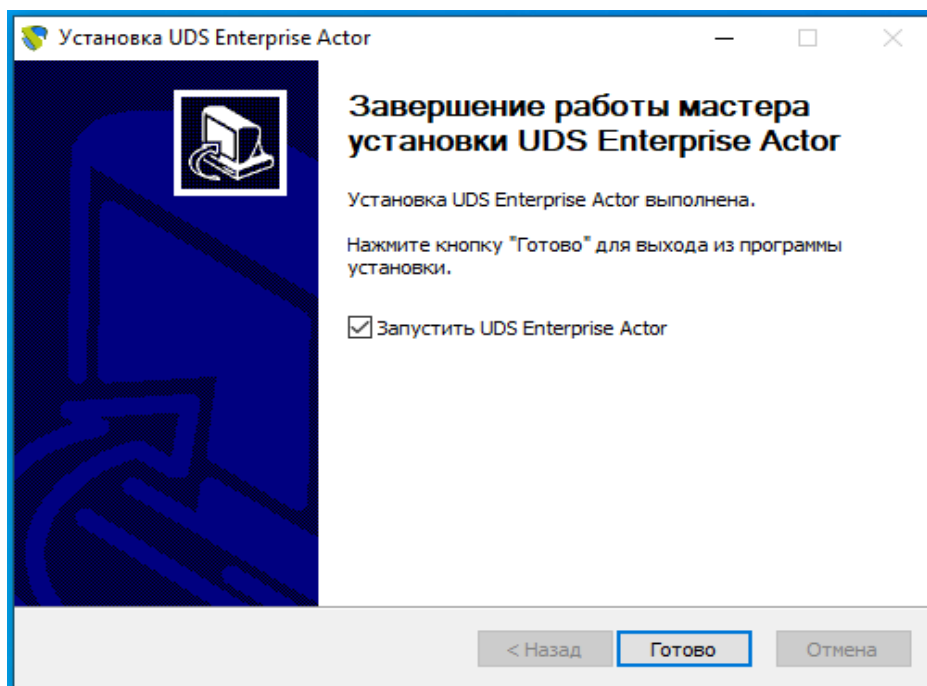 Установка UDS Enterprise Actor
Завершение работы мастера
установки UDS Enterprise Actor
Установка UDS Enterprise Actor выполнена.
Нажмите кнопку "Готово" для выхода из программы
установки.
Запустить UDS Enterprise Actor
< Назад
Готово
Отмена